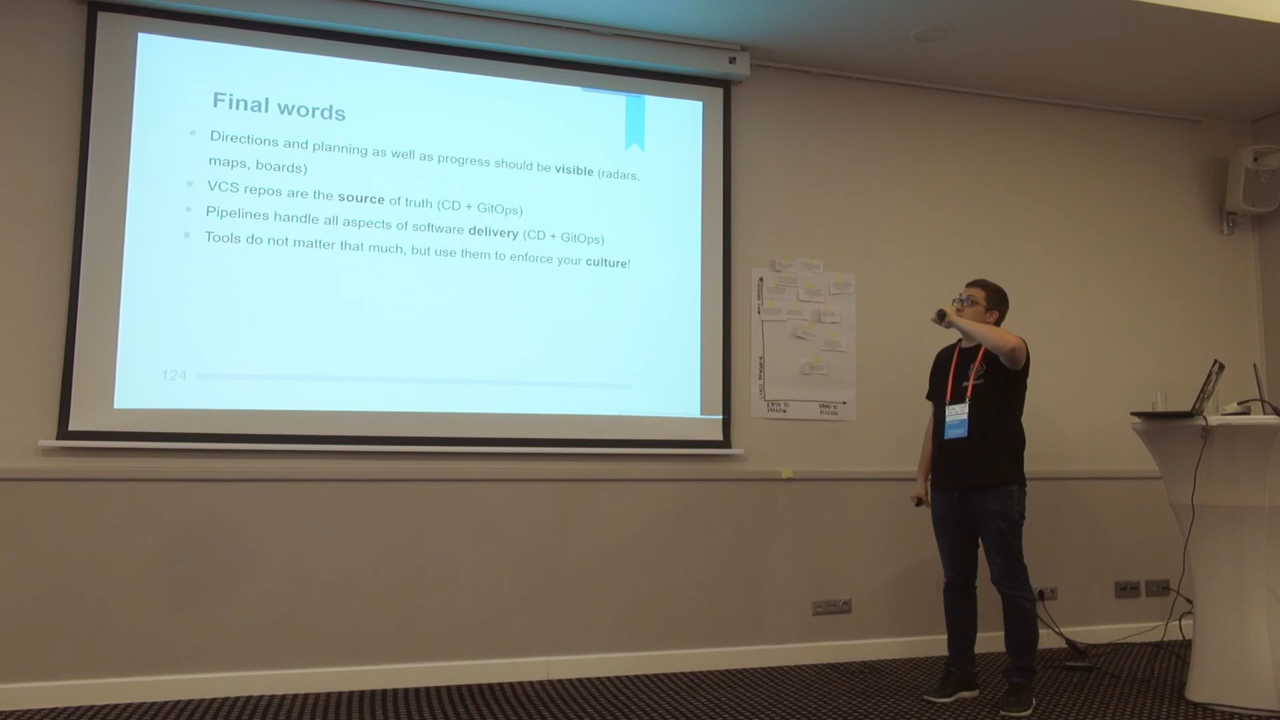 Final words
Directions and planning as well as progress should be visible (radars,
maps, boards)
VCS repos are the source of truth (CD + GitOps)
Pipelines handle all aspects of software delivery (CD + GitOps)
Tools do not matter that much, but use them to enforce your culture!
124